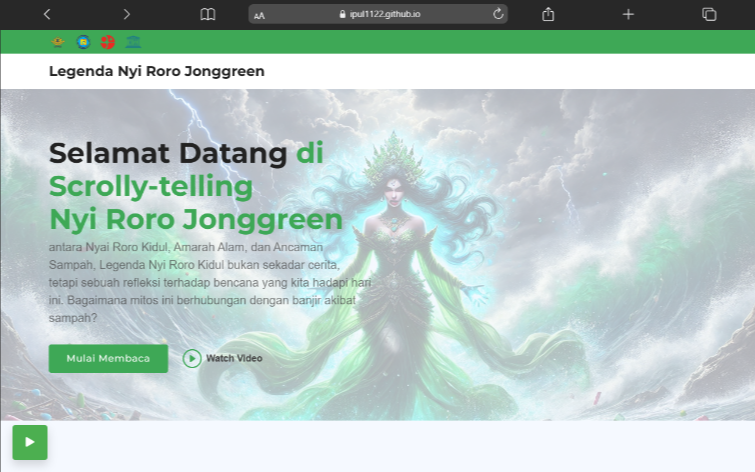 AA ipul1122.github.io
Legenda Nyi Roro Jonggreen
Selamat Datang di
Scrolly-telling
Nyi Roro Jonggreen
antara Nyai Roro Kidul, Amarah Alam, dan Ancaman
Sampah, Legenda Nyi Roro Kidul bukan sekadar cerita,
tetapi sebuah refleksi terhadap bencana yang kita hadapi hari
ini. Bagaimana mitos ini berhubungan dengan banjir akibat
sampah?
Mulai Membaca
Watch Video